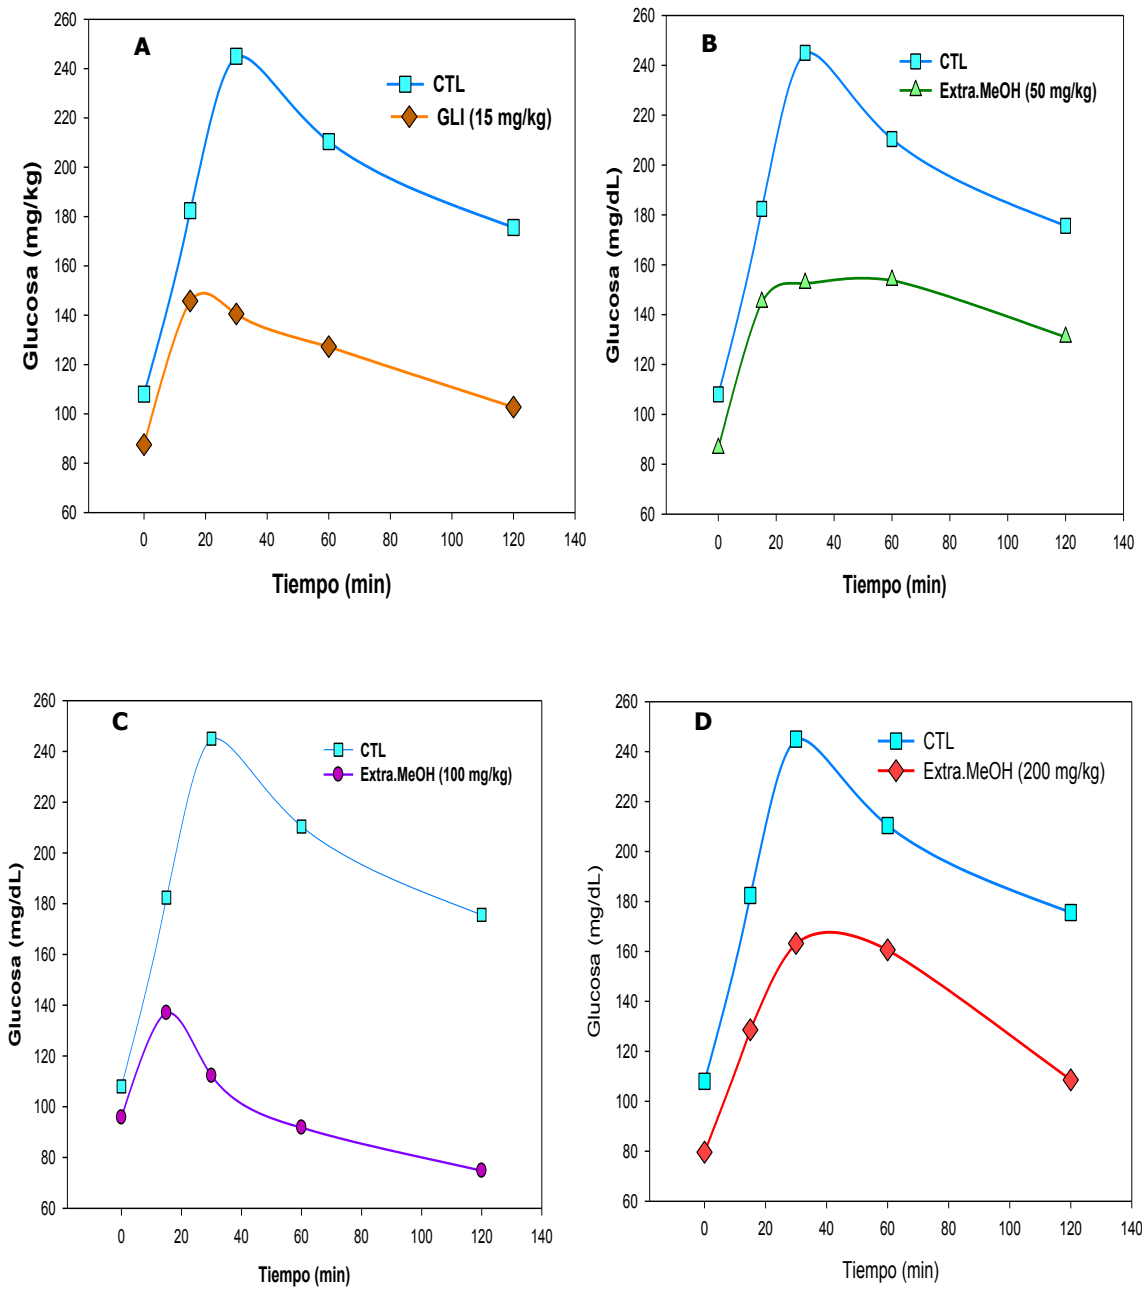 A
CTL
GLI (15 mg/kg)
Glucosa (mg/kg)
260
240
220
200
180
160
140
120
100
80
60
0 20 40 60 80 100 120 140
Tiempo (min)
B
CTL
Extra.MeOH (50 mg/kg)
Glucosa (mg/dL)
260
240
220
200
180
160
140
120
100
80
60
0 20 40 60 80 100 120 140
Tiempo (min)
C
CTL
Extra.MeOH (100 mg/kg)
Glucosa (mg/dL)
260
240
220
200
180
160
140
120
100
80
60
0 20 40 60 80 100 120 140
Tiempo (min)
D
CTL
Extra.MeOH (200 mg/kg)
Glucosa (mg/dL)
260
240
220
200
180
160
140
120
100
80
60
0 20 40 60 80 100 120 140
Tiempo (min)